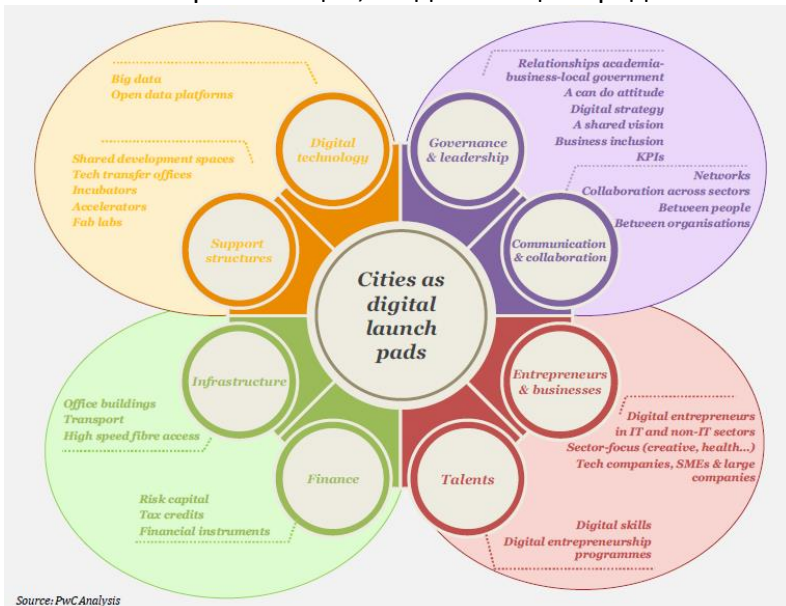 Big data
Open data platforms
Digital
technology
Shared development spaces
Tech transfer offices
Incubators
Accelerators
Fab labs
Support
structures
Relationships academia-
business-local government
A can do attitude
Digital strategy
A shared vision
Business inclusion
KPIs
Governance
& leadership
Networks
Collaboration across sectors
Between people
Between organisations
Communication
& collaboration
Cities as
digital
launch
pads
Infrastructure
Office buildings
Transport
High speed fibre access
Finance
Risk capital
Tax credits
Financial instruments
Entrepreneurs
& businesses
Digital entrepreneurs
in IT and non-IT sectors
Sector-focus (creative, health...)
Tech companies, SMEs & large
companies
Talents
Digital skills
Digital entrepreneurship
programmes
Source: PwC Analysis